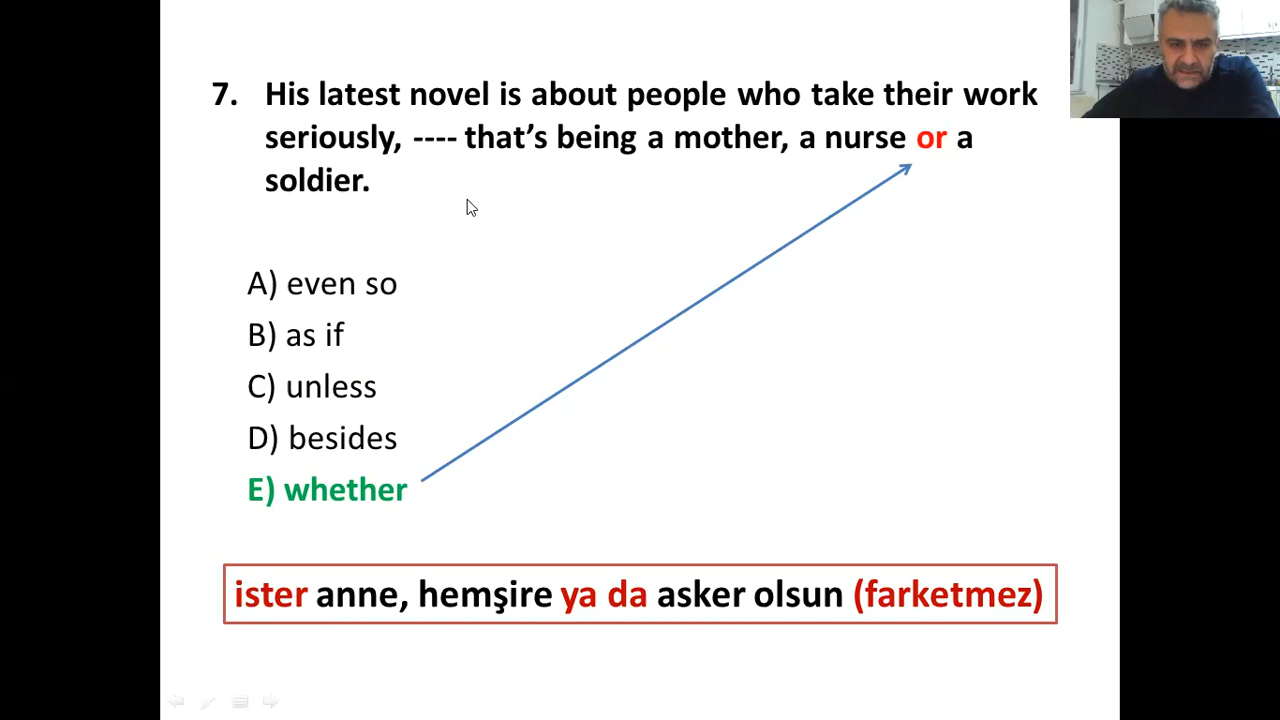 7. His latest novel is about people who take their work
seriously, ---- that’s being a mother, a nurse or a
soldier.
A) even so
B) as if
C) unless
D) besides
E) whether
ister anne, hemşire ya da asker olsun (farketmez)